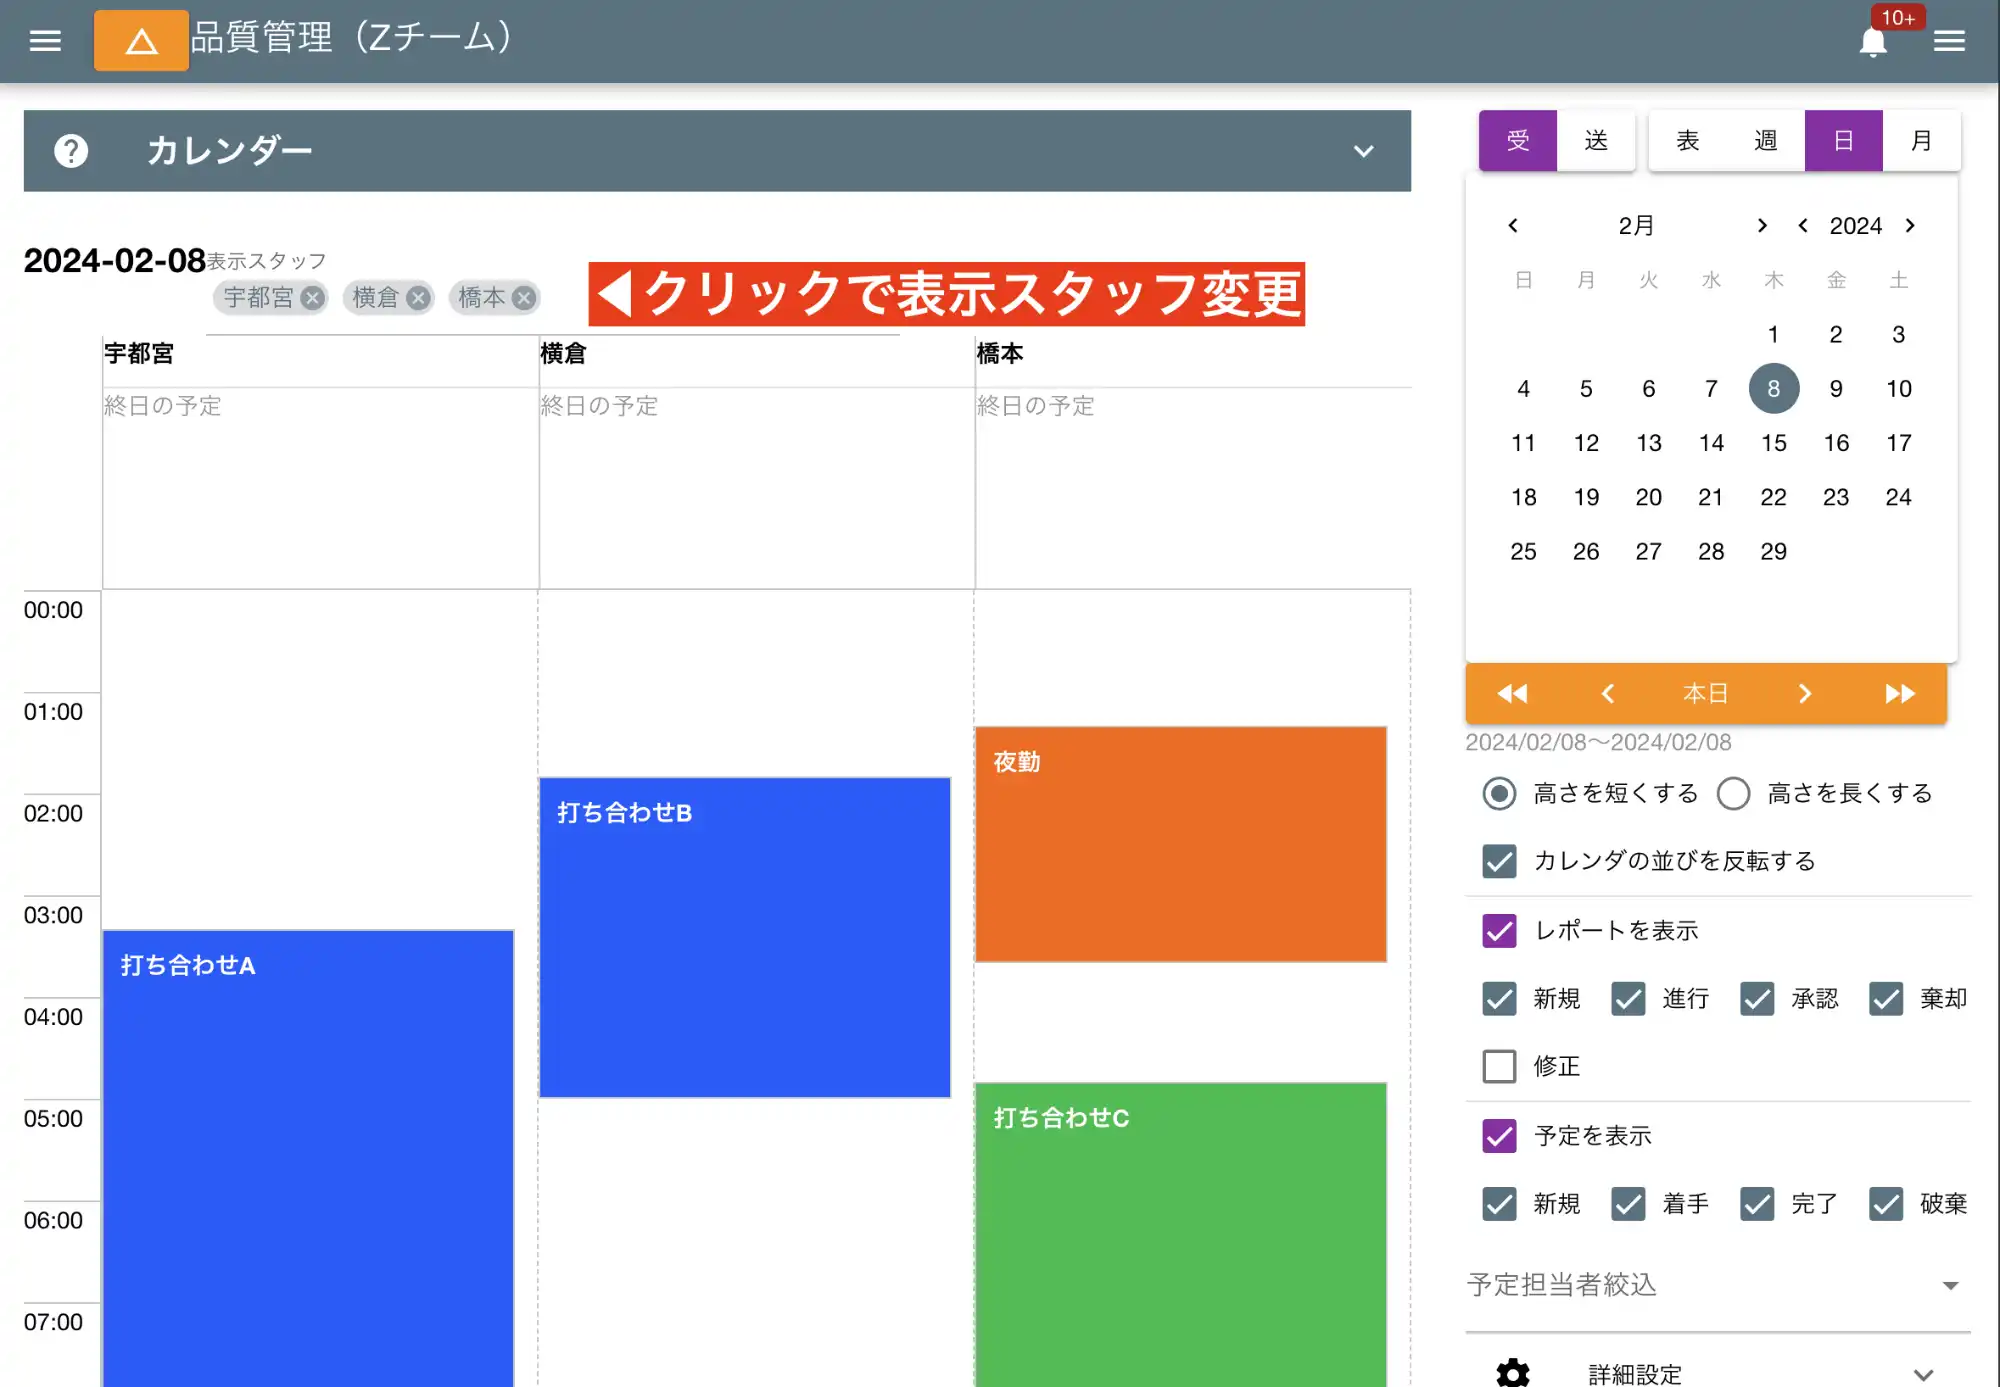 品質管理（Zチーム）
10+
カレンダー
2024-02-08 表示スタッフ
宇都宮 横倉 橋本
◀クリックで表示スタッフ変更
宇都宮 横倉 橋本
終日の予定 終日の予定 終日の予定
00:00
01:00
夜勤
02:00
打ち合わせB
03:00
打ち合わせA
04:00
05:00
打ち合わせC
06:00
07:00
受 送 表 週 日 月
2月 2024
日 月 火 水 木 金 土
1 2 3
4 5 6 7 8 9 10
11 12 13 14 15 16 17
18 19 20 21 22 23 24
25 26 27 28 29
本日
2024/02/08〜2024/02/08
高さを短くする 高さを長くする
カレンダの並びを反転する
レポートを表示
新規 進行 承認 棄却
修正
予定を表示
新規 着手 完了 破棄
予定担当者絞込
詳細設定